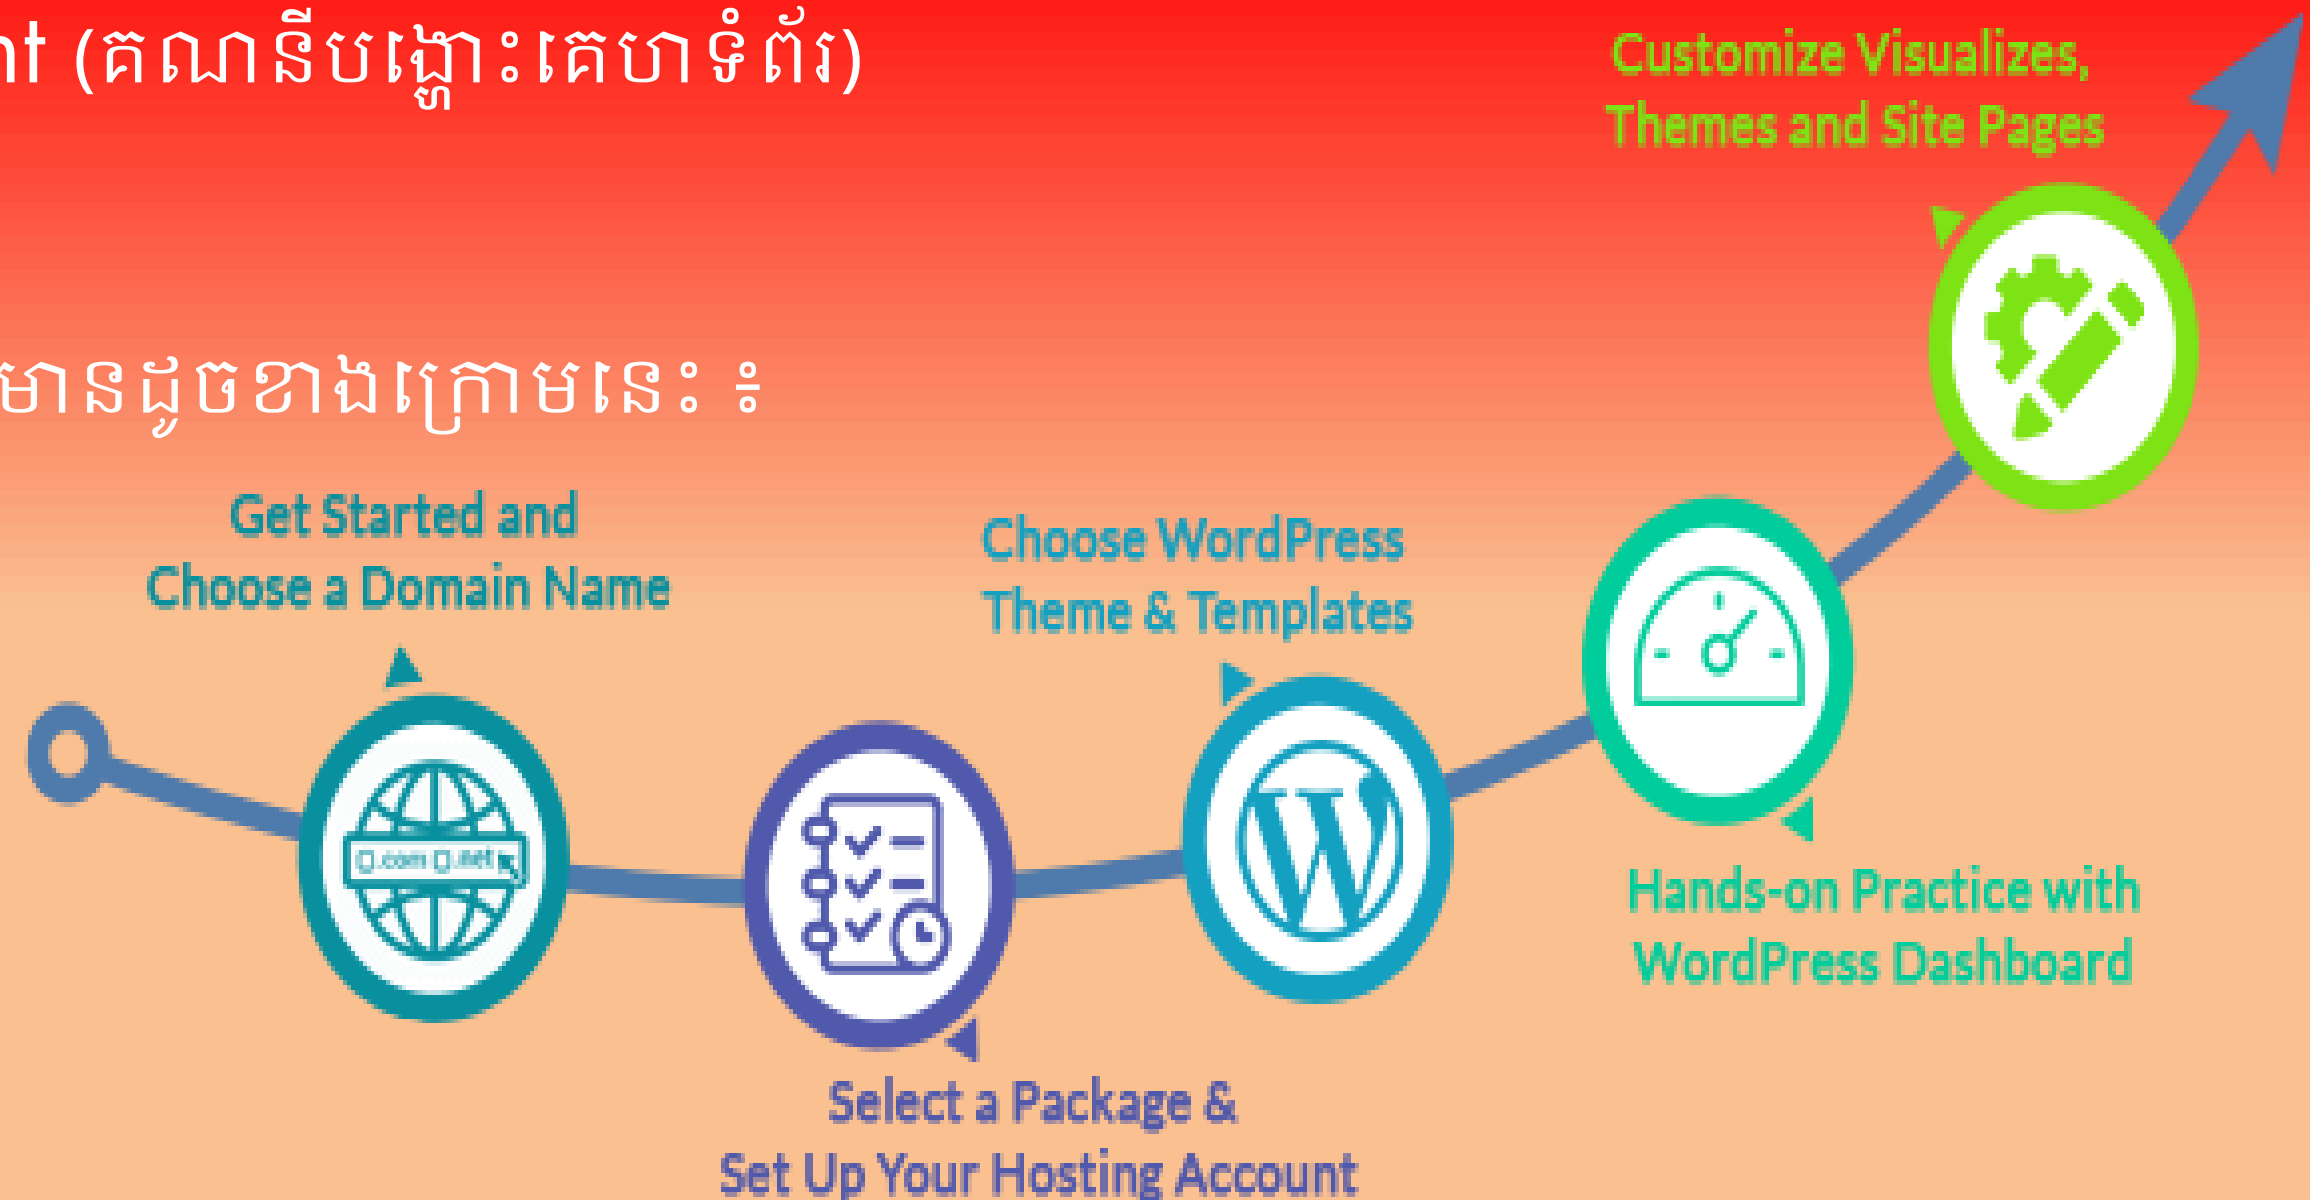 nt (គណនីបង្ហោះគេហទំព័រ)
មានដូចខាងក្រោមនេះ ៖
Customize Visualizes,
Themes and Site Pages
Get Started and
Choose a Domain Name
Choose WordPress
Theme & Templates
.com .net
Hands-on Practice with
WordPress Dashboard
Select a Package &
Set Up Your Hosting Account